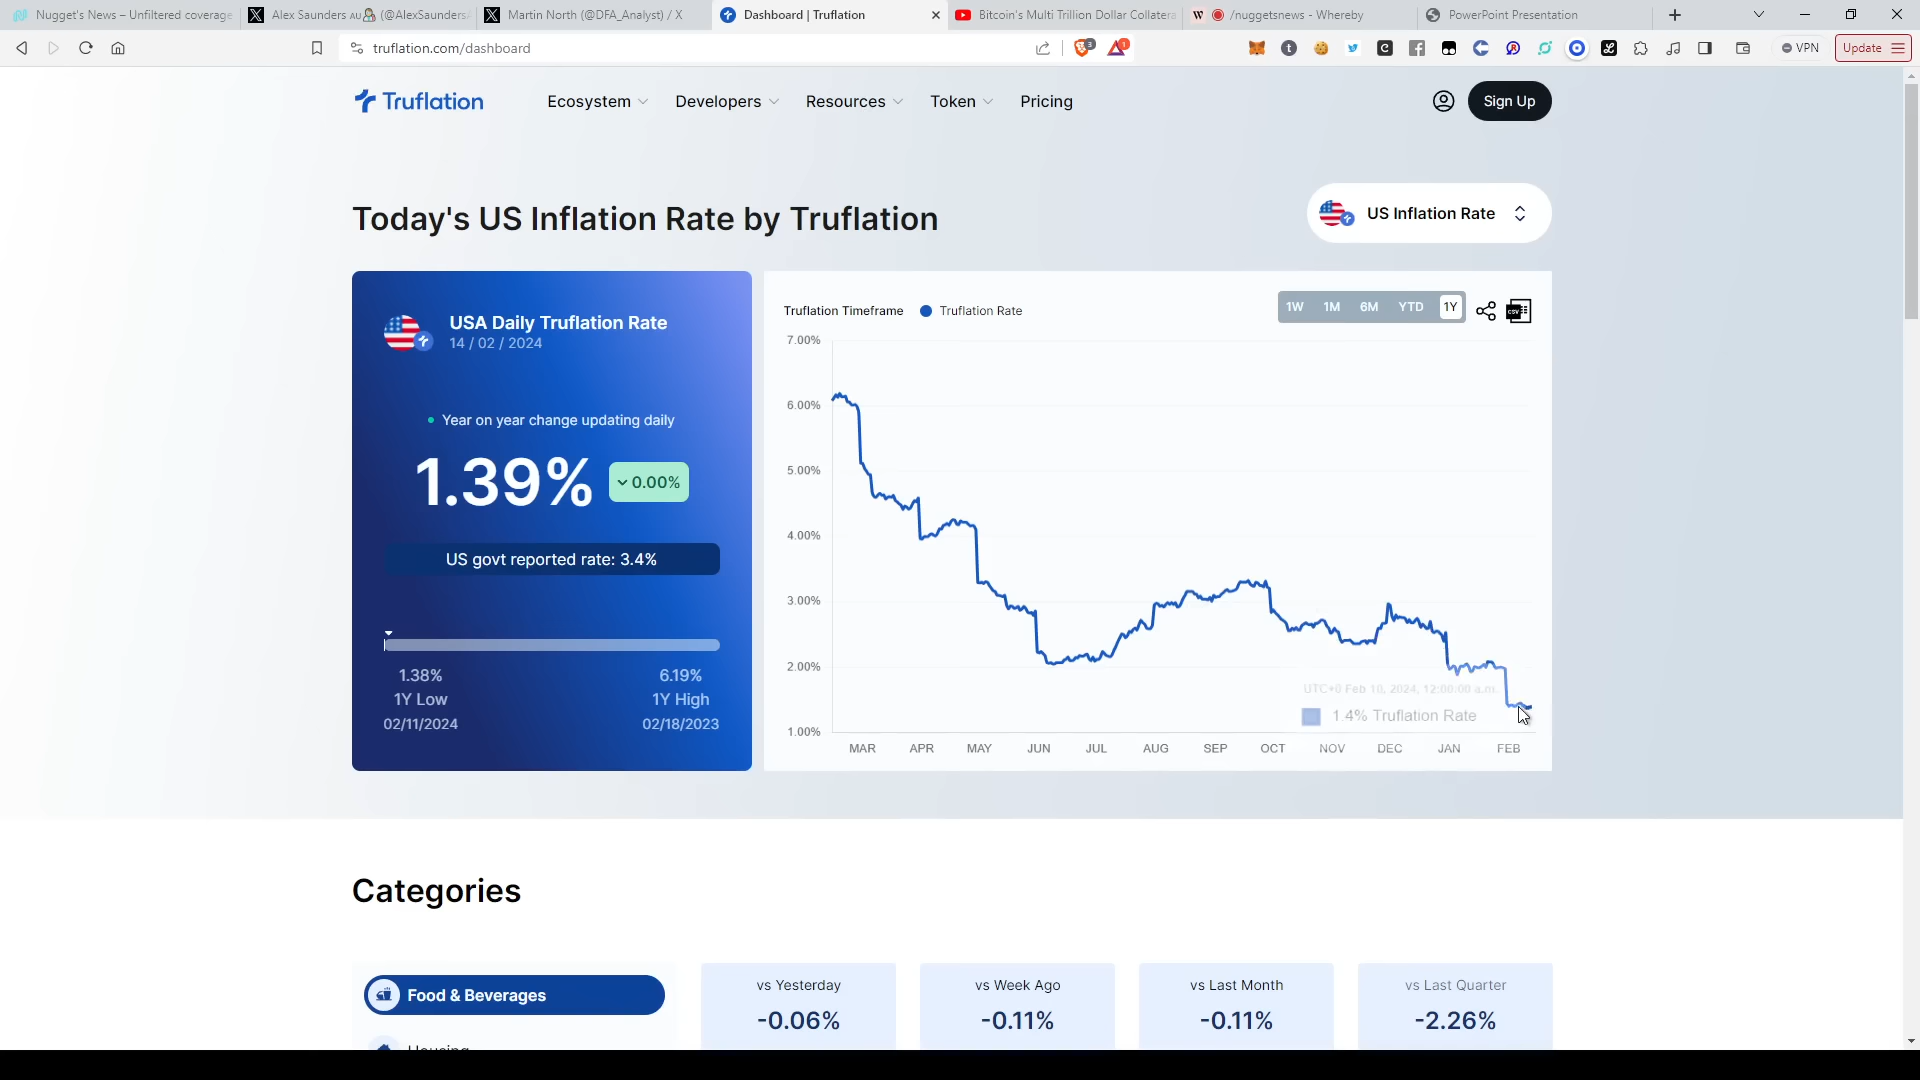 Nugget's News – Unfiltered coverage
Alex Saunders AU (@AlexSaunders
Martin North (@DFA_Analyst) / X
Dashboard | Truflation
Bitcoin's Multi Trillion Dollar Collatera
/nuggetsnews - Whereby
PowerPoint Presentation
truflation.com/dashboard
3
1
VPN
Update
Truflation
Ecosystem
Developers
Resources
Token
Pricing
Sign Up
Today's US Inflation Rate by Truflation
US Inflation Rate
USA Daily Truflation Rate
14 / 02 / 2024
Year on year change updating daily
1.39%
0.00%
US govt reported rate: 3.4%
1.38%
6.19%
1Y Low
1Y High
02/11/2024
02/18/2023
Truflation Timeframe
Truflation Rate
1W
1M
6M
YTD
1Y
CSV
7.00%
6.00%
5.00%
4.00%
3.00%
2.00%
1.00%
UTC+0 Feb 10, 2024, 12:00:00 a.m.
1.4% Truflation Rate
MAR
APR
MAY
JUN
JUL
AUG
SEP
OCT
NOV
DEC
JAN
FEB
Categories
Food & Beverages
Housing
vs Yesterday
-0.06%
vs Week Ago
-0.11%
vs Last Month
-0.11%
vs Last Quarter
-2.26%